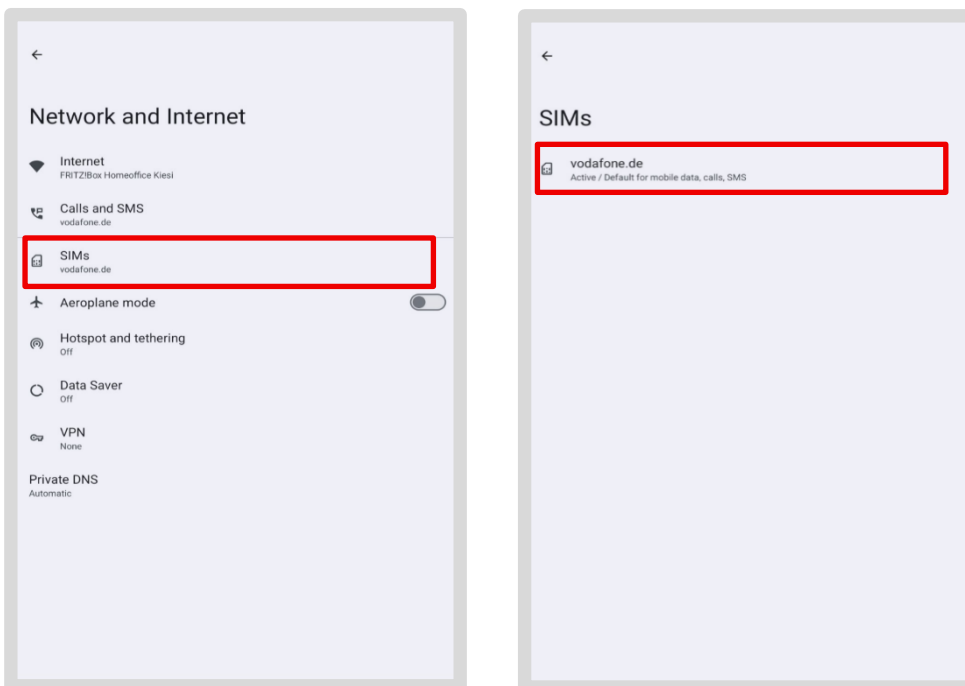 Network and Internet
Internet
FRITZ!Box Homeoffice Kiesi
Calls and SMS
vodafone.de
SIMs
vodafone.de
Aeroplane mode
Hotspot and tethering
Off
Data Saver
Off
VPN
None
Private DNS
Automatic
SIMs
vodafone.de
Active / Default for mobile data, calls, SMS